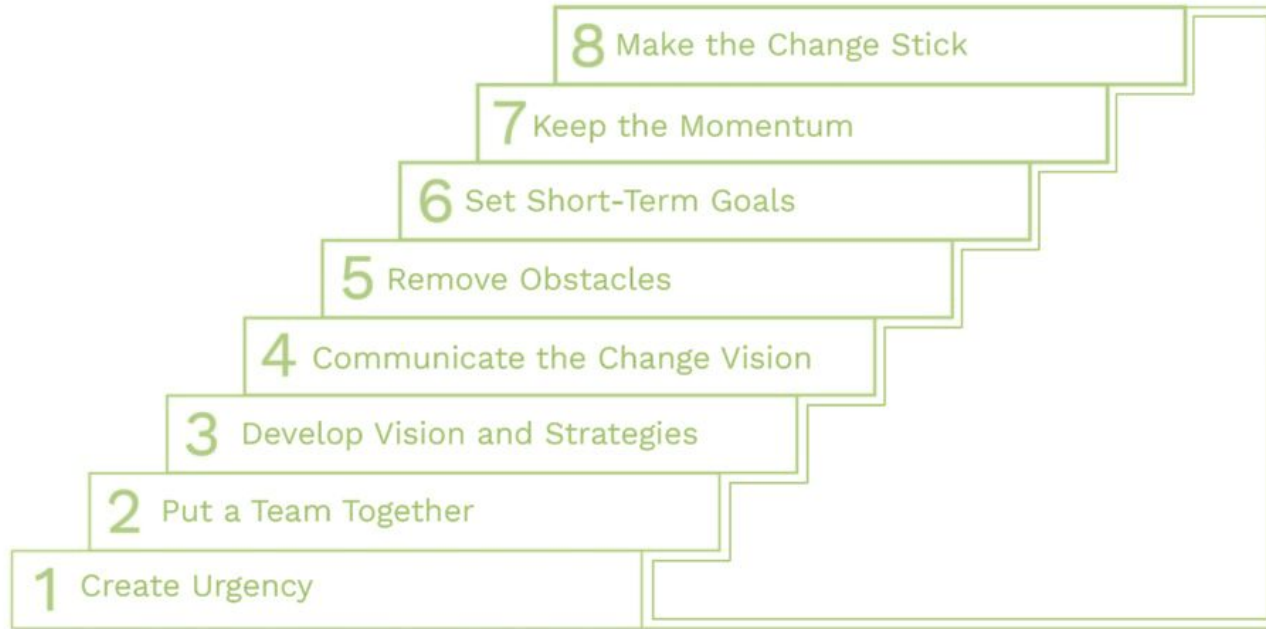 8 Make the Change Stick
7 Keep the Momentum
6 Set Short-Term Goals
5 Remove Obstacles
4 Communicate the Change Vision
3 Develop Vision and Strategies
2 Put a Team Together
1 Create Urgency